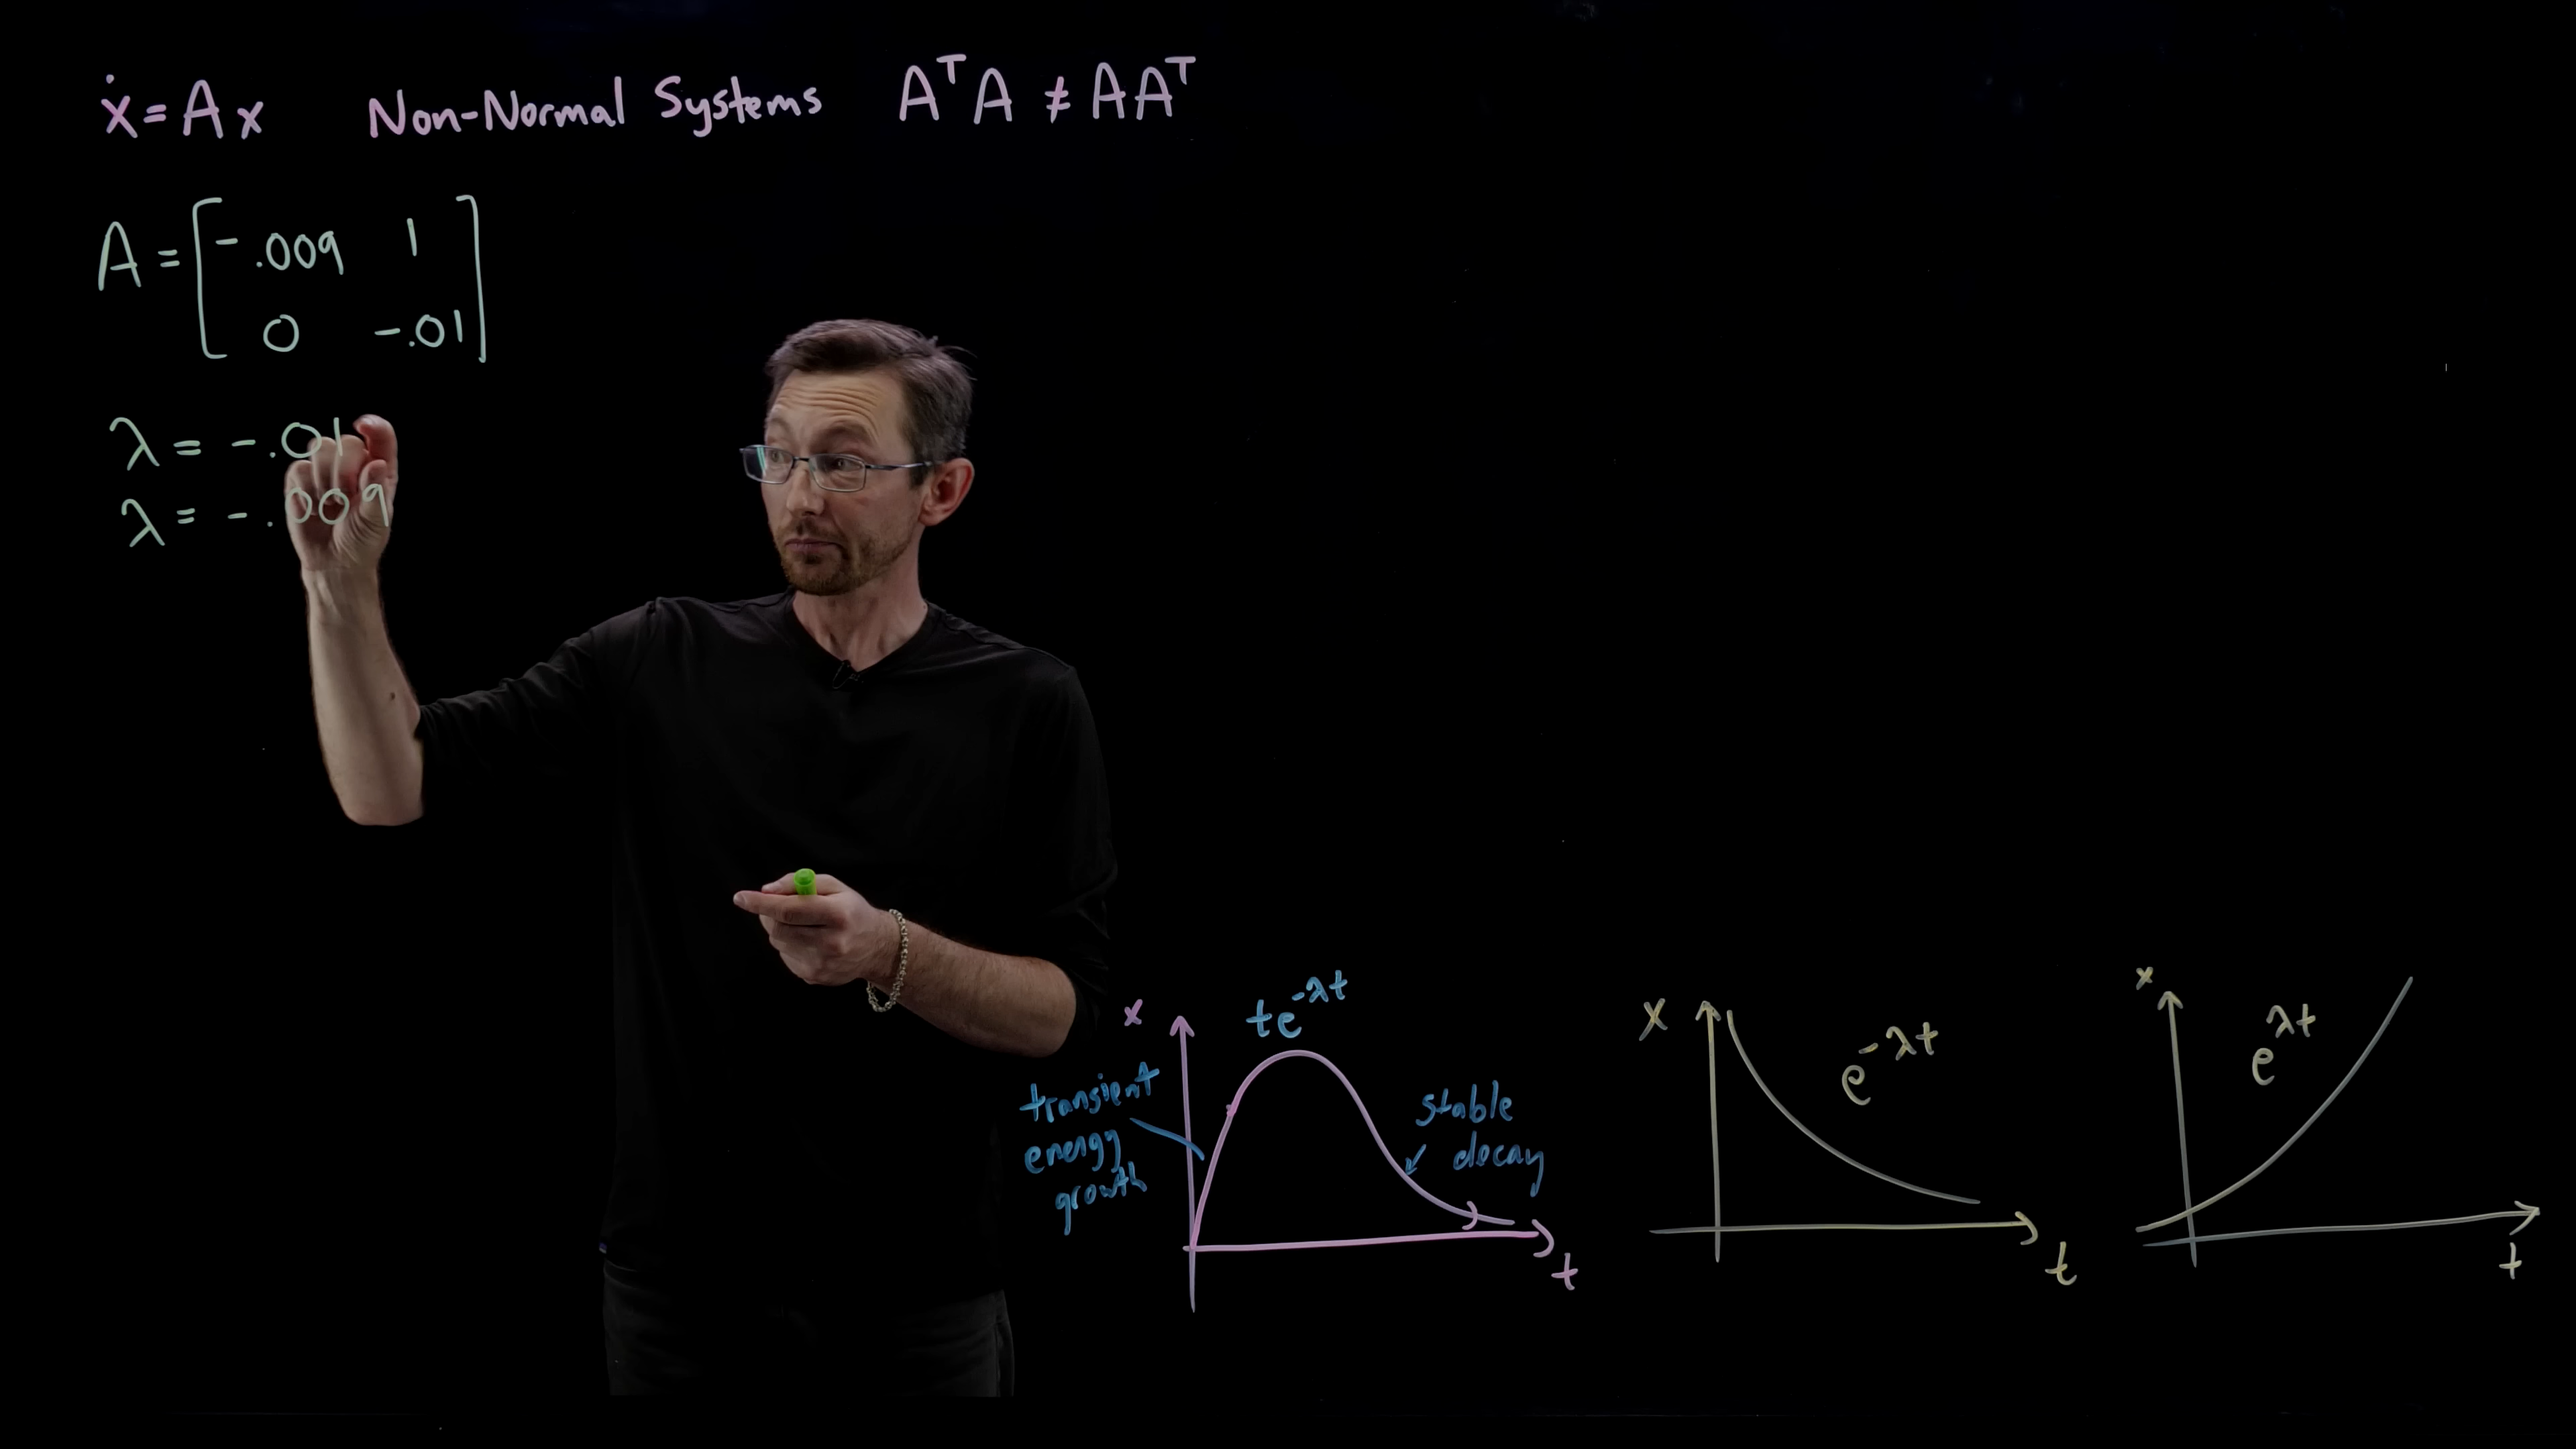 ẋ = Ax Non-Normal Systems AᵀA ≠ AAᵀ
A = [ -.009 1
0 -.01 ]
λ = -.01
λ = -.009
x
te^-λt
transient
energy
growth
stable
decay
t
x
e^-λt
t
x
e^λt
t